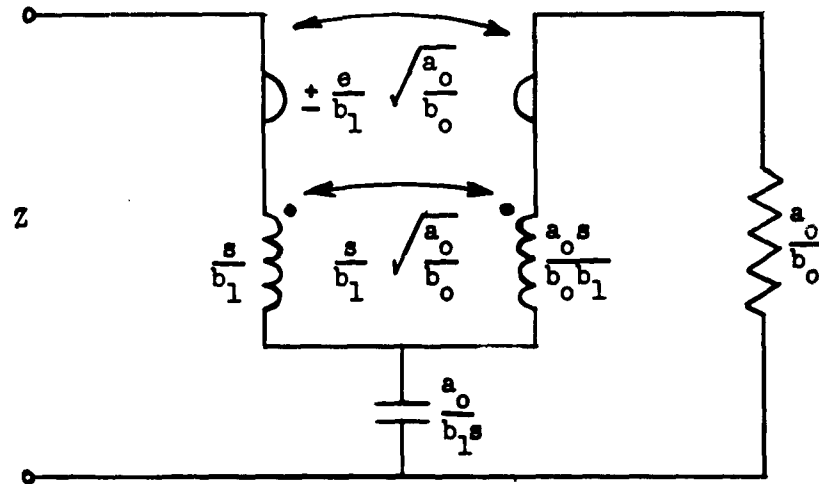 ± e/b₁ √(a₀/b₀)
Z
s/b₁
s/b₁ √(a₀/b₀)
a₀s/b₀b₁
a₀/b₀
a₀/b₁s